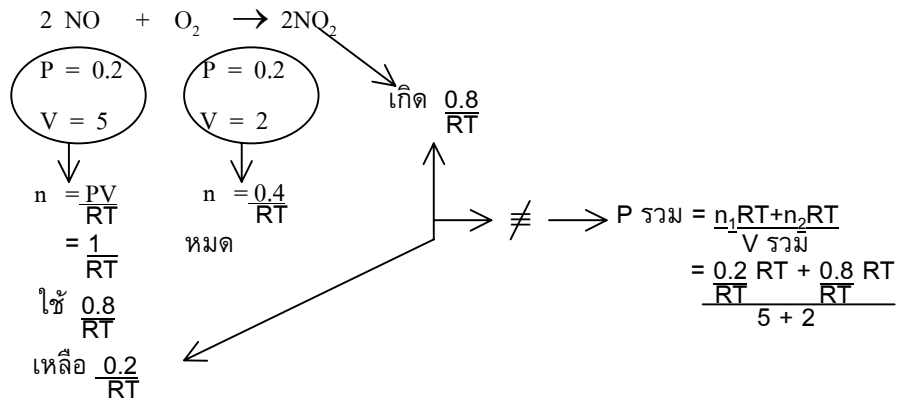 2 NO + O₂ → 2NO₂
P = 0.2
V = 5
P = 0.2
V = 2
เกิด 0.8/RT
n = PV/RT
= 1/RT
ใช้ 0.8/RT
เหลือ 0.2/RT
n = 0.4/RT
หมด
≢ → P รวม = n₁RT+n₂RT / V รวม
= 0.2/RT RT + 0.8/RT RT
5 + 2